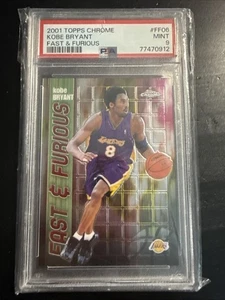 2001 TOPPS CHROME #FF06
KOBE BRYANT MINT
FAST & FURIOUS 9
PSA 77470912
KOBE
BRYANT
FAST & FURIOUS
8